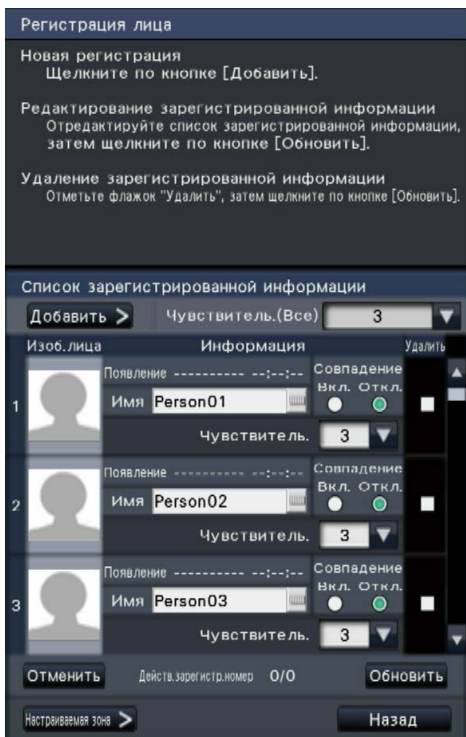 Регистрация лица
Новая регистрация
Щелкните по кнопке [Добавить].
Редактирование зарегистрированной информации
Отредактируйте список зарегистрированной информации,
затем щелкните по кнопке [Обновить].
Удаление зарегистрированной информации
Отметьте флажок "Удалить", затем щелкните по кнопке [Обновить].
Список зарегистрированной информации
Добавить > Чувствитель.(Все) 3
Изоб.лица Информация Удалить
Появление ---------- --:--:-- Совпадение
Вкл. Откл.
1 Имя Person01
Чувствитель. 3
Появление ---------- --:--:-- Совпадение
Вкл. Откл.
2 Имя Person02
Чувствитель. 3
Появление ---------- --:--:-- Совпадение
Вкл. Откл.
3 Имя Person03
Чувствитель. 3
Отменить Действ.зарегистр.номер 0/0 Обновить
Настраиваемая зона > Назад